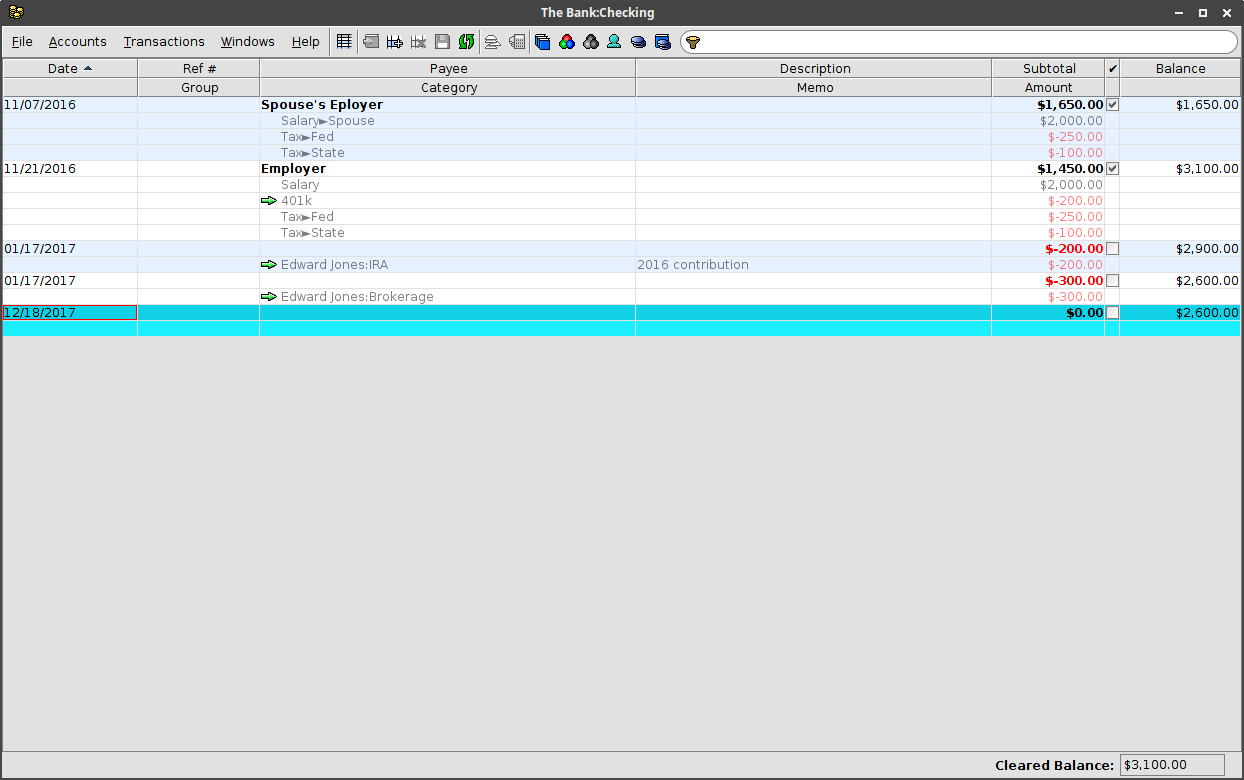 The Bank:Checking
File Accounts Transactions Windows Help
Date Ref # Payee Description Subtotal ✔ Balance
Group Category Memo Amount
11/07/2016 Spouse's Eployer $1,650.00 $1,650.00
Salary►Spouse $2,000.00
Tax►Fed $-250.00
Tax►State $-100.00
11/21/2016 Employer $1,450.00 $3,100.00
Salary $2,000.00
401k $-200.00
Tax►Fed $-250.00
Tax►State $-100.00
01/17/2017 $-200.00 $2,900.00
Edward Jones:IRA 2016 contribution $-200.00
01/17/2017 $-300.00 $2,600.00
Edward Jones:Brokerage $-300.00
12/18/2017 $0.00 $2,600.00
Cleared Balance: $3,100.00